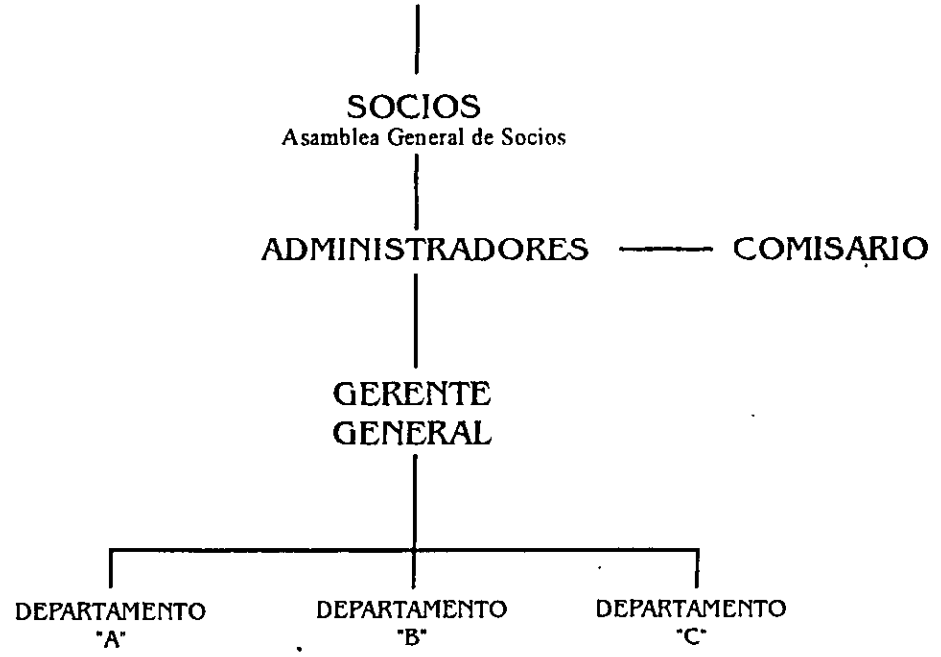 SOCIOS
Asamblea General de Socios
ADMINISTRADORES
COMISARIO
GERENTE
GENERAL
DEPARTAMENTO
"A"
DEPARTAMENTO
"B"
DEPARTAMENTO
"C"